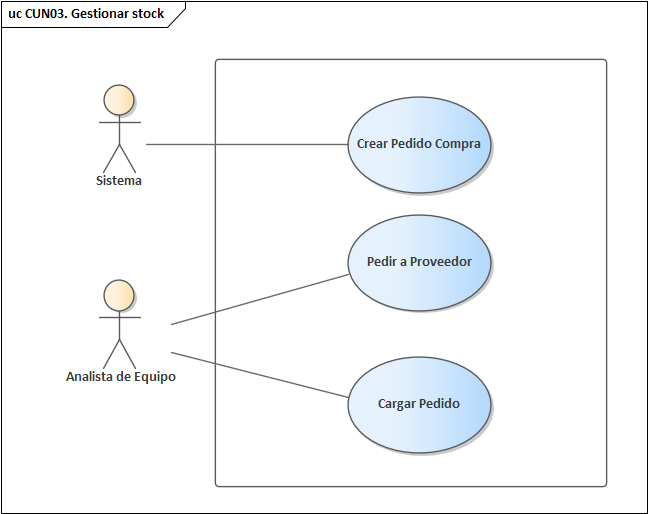 uc CUN03. Gestionar stock
Crear Pedido Compra
Sistema
Pedir a Proveedor
Analista de Equipo
Cargar Pedido